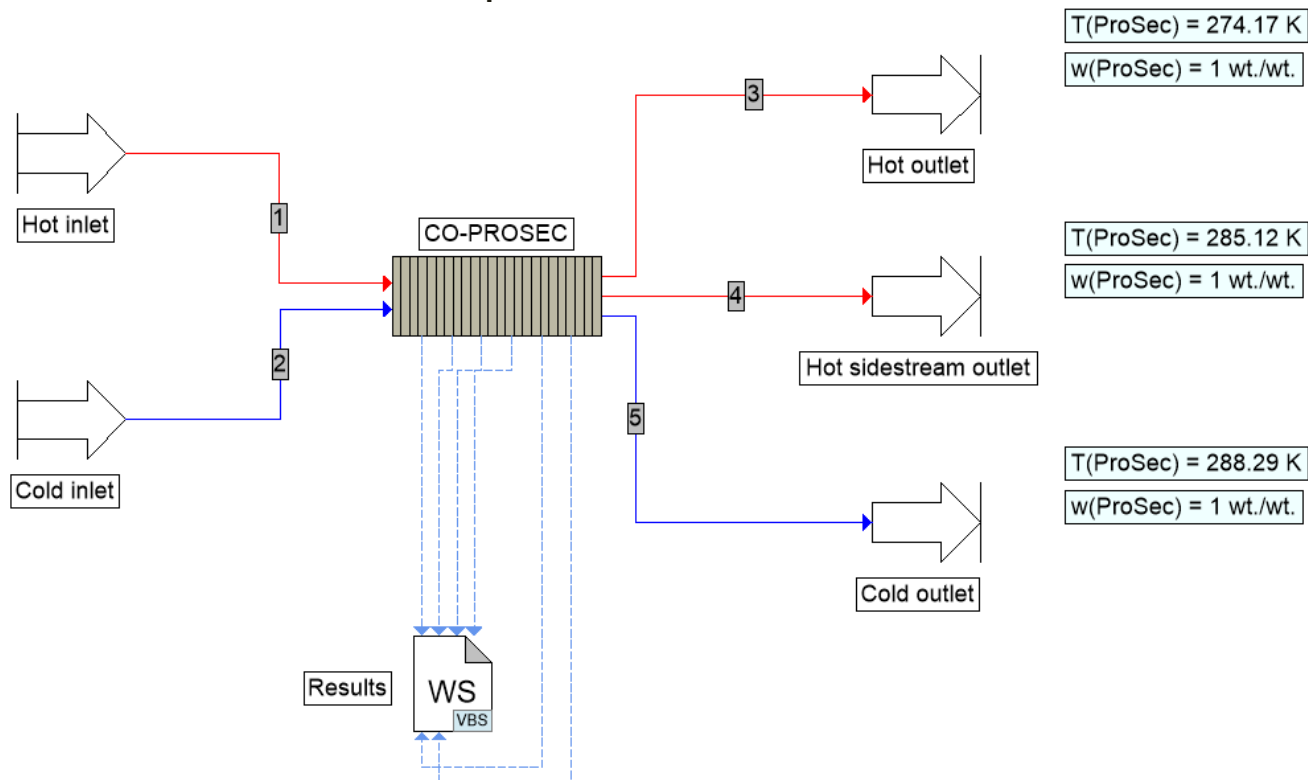 T(ProSec) = 274.17 K
w(ProSec) = 1 wt./wt.
3
Hot outlet
Hot inlet
1
CO-PROSEC
T(ProSec) = 285.12 K
w(ProSec) = 1 wt./wt.
4
Hot sidestream outlet
2
Cold inlet
5
T(ProSec) = 288.29 K
w(ProSec) = 1 wt./wt.
Cold outlet
Results
WS
VBS